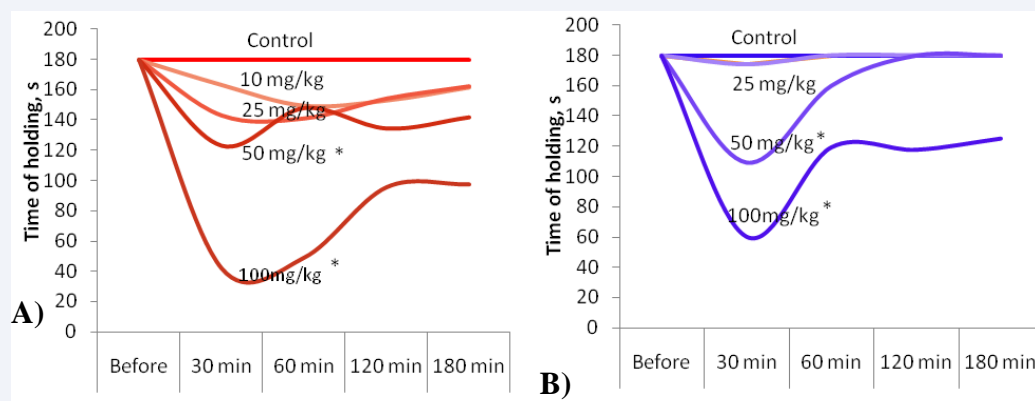 200
180
160
140
120
100
80
60
40
20
0
Time of holding, s
Control
10 mg/kg
25 mg/kg
50 mg/kg *
100mg/kg *
Before 30 min 60 min 120 min 180 min
A)
200
180
160
140
120
100
80
60
40
20
0
Time of holding, s
Control
25 mg/kg
50 mg/kg *
100mg/kg *
Before 30 min 60 min 120 min 180 min
B)